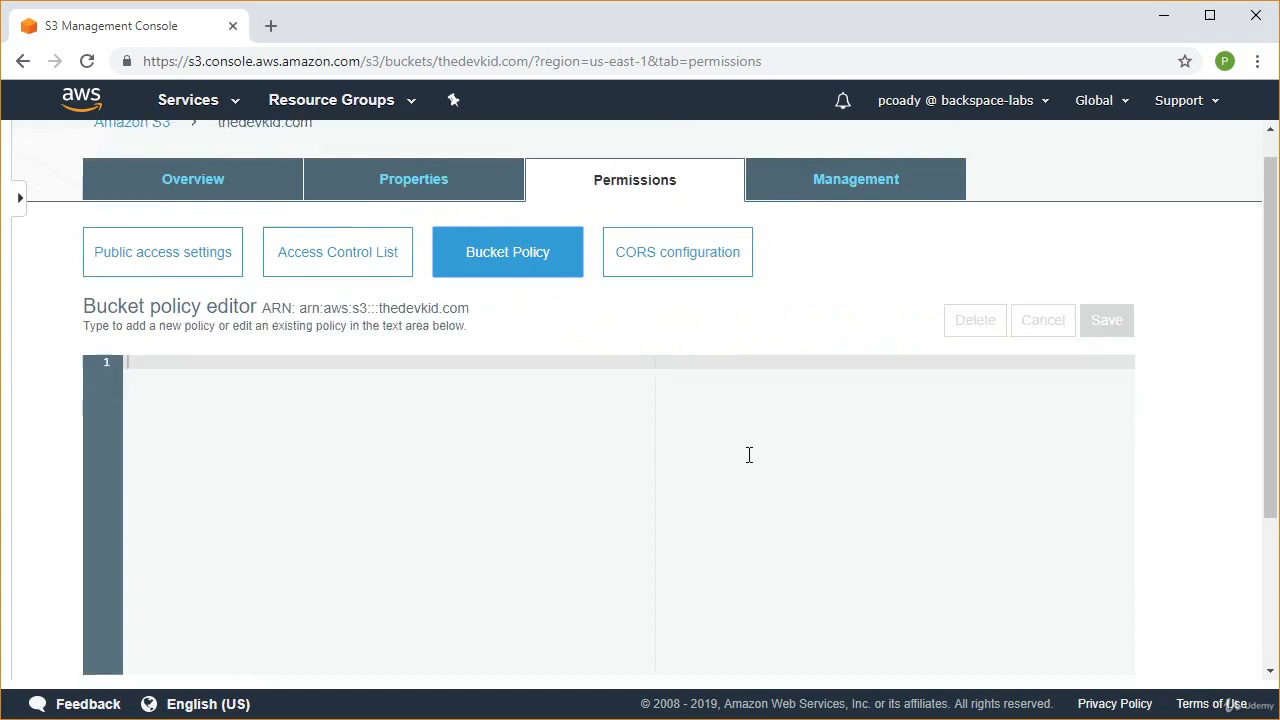 S3 Management Console
https://s3.console.aws.amazon.com/s3/buckets/thedevkid.com/?region=us-east-1&tab=permissions
P
aws
Services
Resource Groups
pcoady @ backspace-labs
Global
Support
Amazon S3
thedevkid.com
Overview
Properties
Permissions
Management
Public access settings
Access Control List
Bucket Policy
CORS configuration
Bucket policy editor ARN: arn:aws:s3:::thedevkid.com
Type to add a new policy or edit an existing policy in the text area below.
Delete
Cancel
Save
1
Feedback
English (US)
© 2008 - 2019, Amazon Web Services, Inc. or its affiliates. All rights reserved.
Privacy Policy
Terms of Use
Udemy